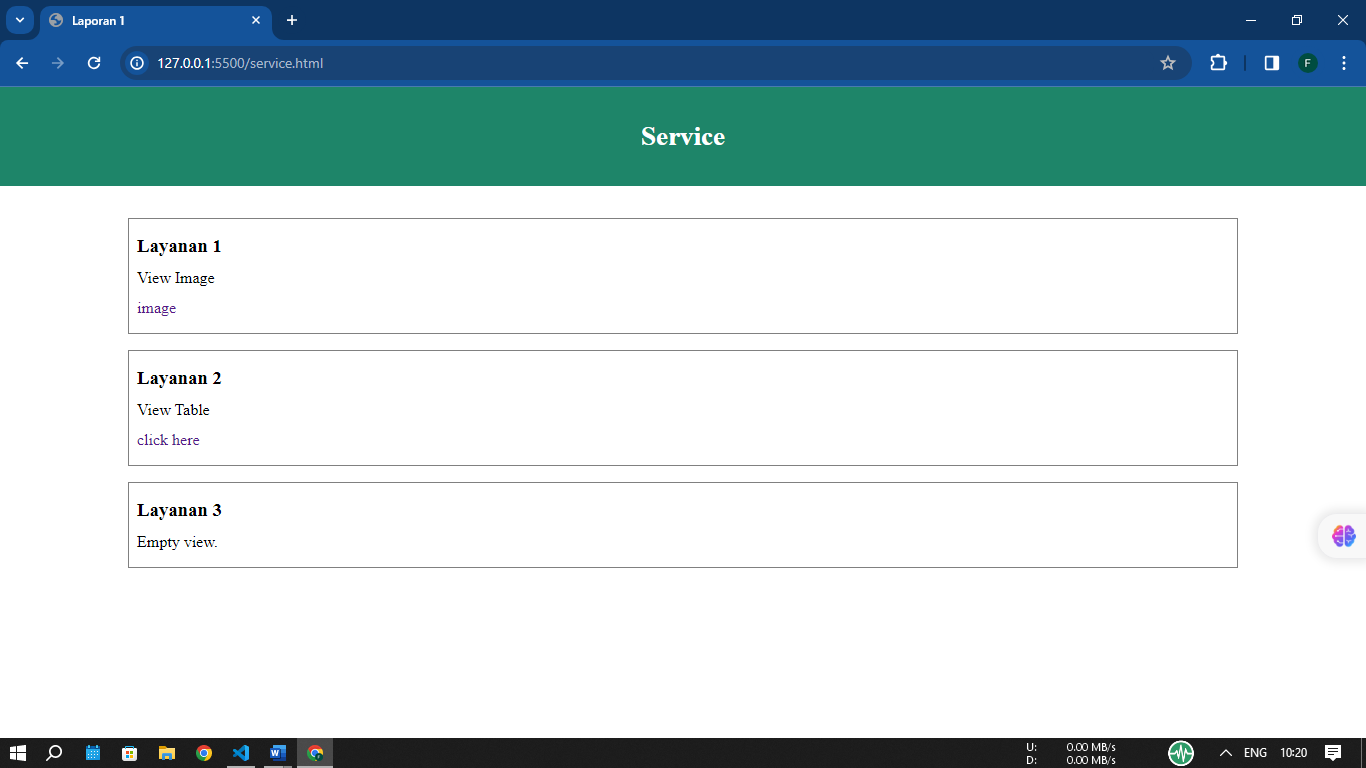 Laporan 1
127.0.0.1:5500/service.html
F
Service
Layanan 1
View Image
image
Layanan 2
View Table
click here
Layanan 3
Empty view.
U: 0.00 MB/s
D: 0.00 MB/s
ENG 10:20